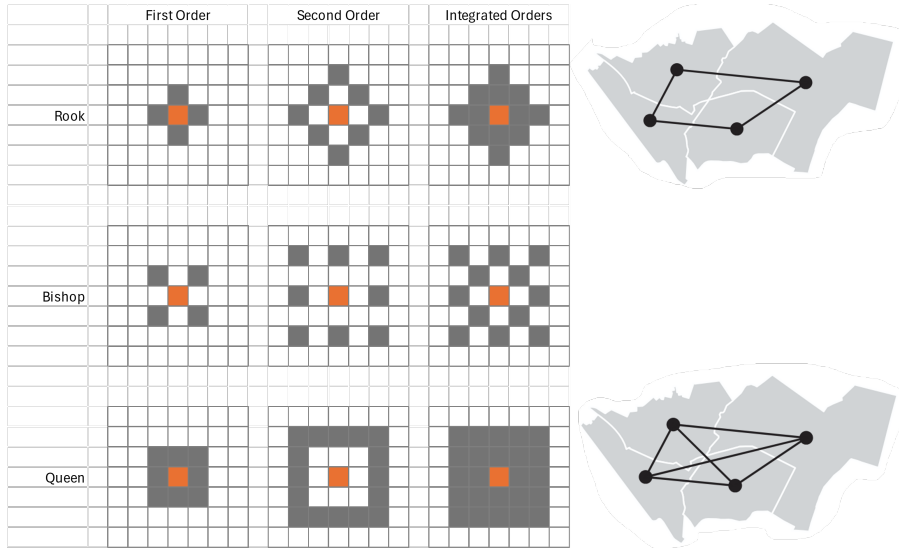 First Order
Second Order
Integrated Orders
Rook
Bishop
Queen